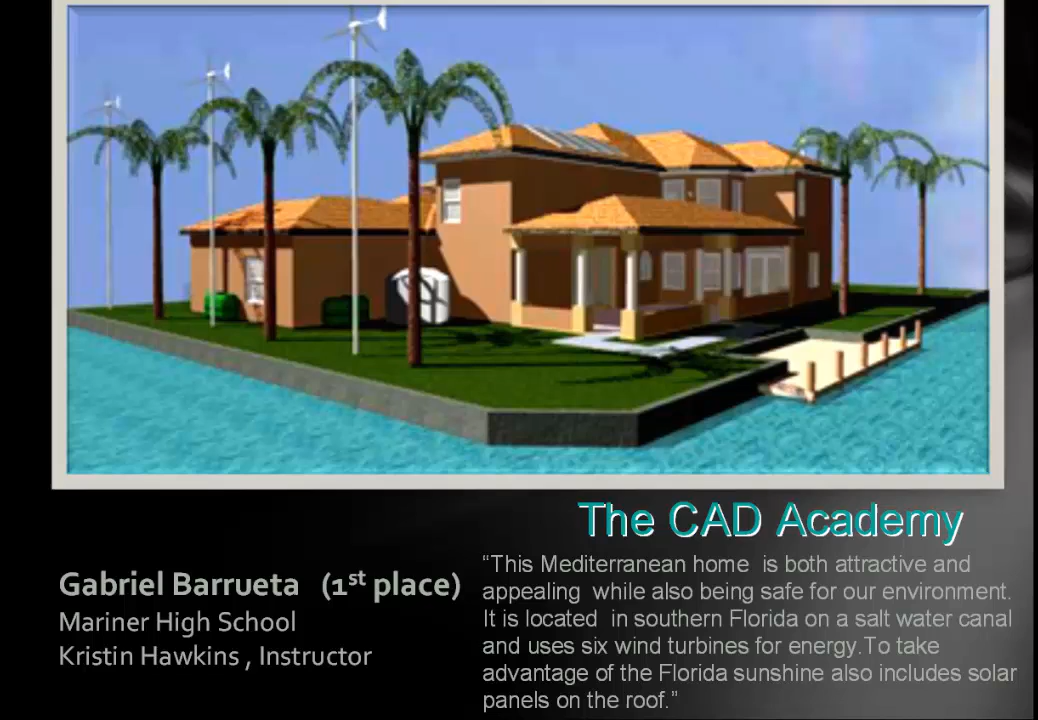 The CAD Academy
Gabriel Barrueta (1st place)
Mariner High School
Kristin Hawkins , Instructor
“This Mediterranean home is both attractive and
appealing while also being safe for our environment.
It is located in southern Florida on a salt water canal
and uses six wind turbines for energy.To take
advantage of the Florida sunshine also includes solar
panels on the roof.”